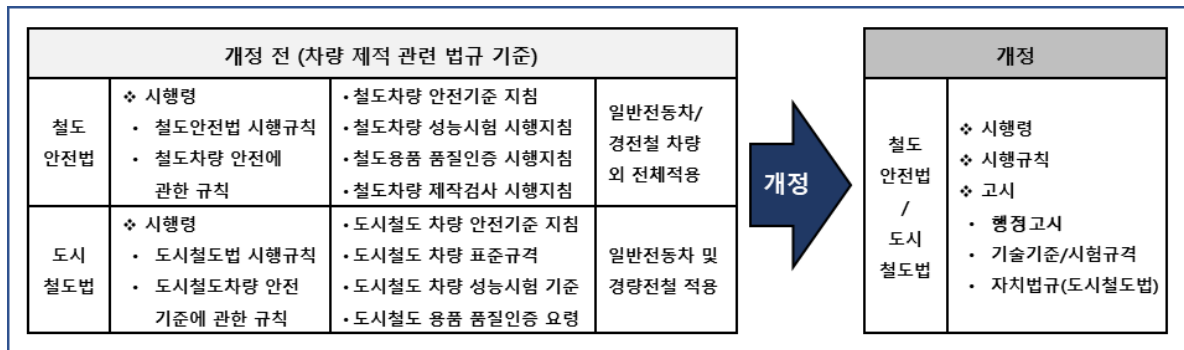 개정 전 (차량 제적 관련 법규 기준)
철도
안전법
❖ 시행령
• 철도안전법 시행규칙
• 철도차량 안전에
관한 규칙
•철도차량 안전기준 지침
•철도차량 성능시험 시행지침
•철도용품 품질인증 시행지침
•철도차량 제작검사 시행지침
일반전동차/
경전철 차량
외 전체적용
도시
철도법
❖ 시행령
• 도시철도법 시행규칙
• 도시철도차량 안전
기준에 관한 규칙
•도시철도 차량 안전기준 지침
•도시철도 차량 표준규격
•도시철도 차량 성능시험 기준
•도시철도 용품 품질인증 요령
일반전동차 및
경량전철 적용
개정
개정
철도
안전법
/
도시
철도법
❖ 시행령
❖ 시행규칙
❖ 고시
• 행정고시
• 기술기준/시험규격
• 자치법규(도시철도법)